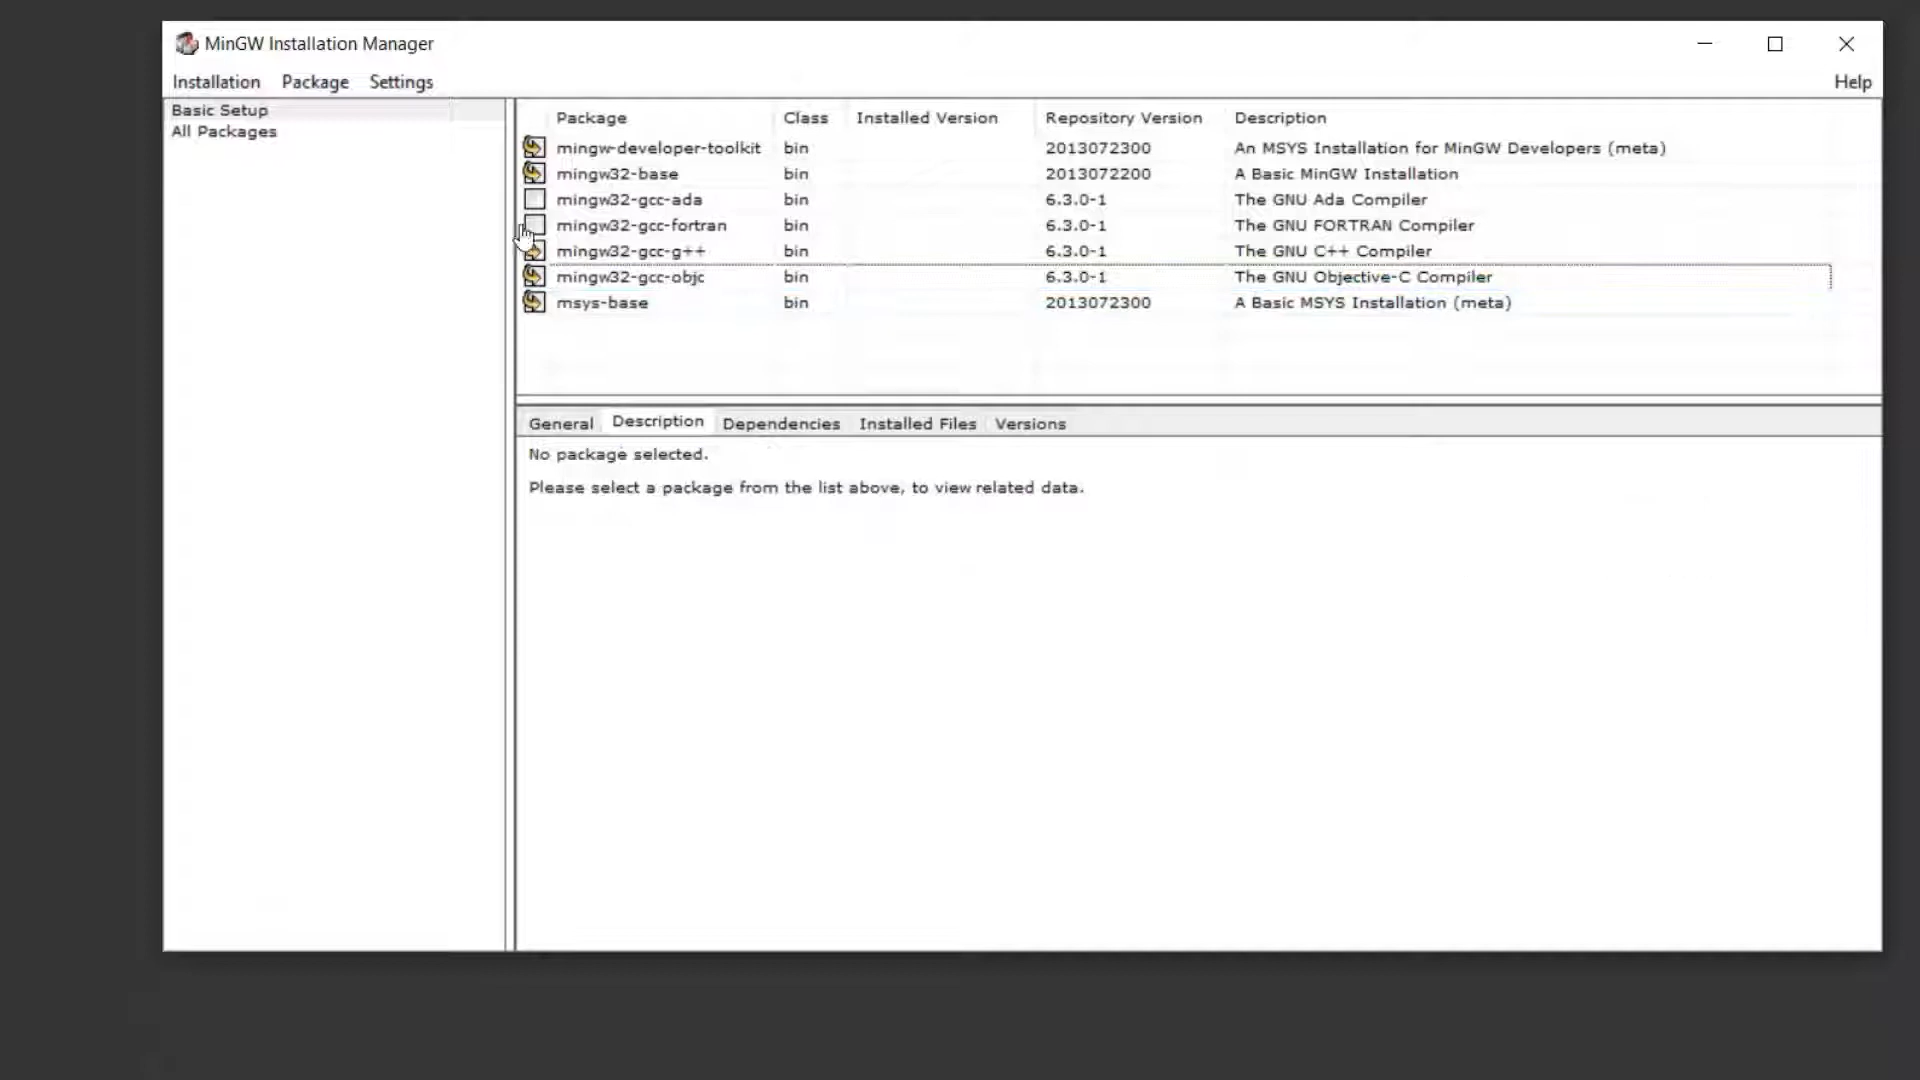 MinGW Installation Manager
Installation Package Settings Help
Basic Setup
All Packages
Package Class Installed Version Repository Version Description
mingw-developer-toolkit bin 2013072300 An MSYS Installation for MinGW Developers (meta)
mingw32-base bin 2013072200 A Basic MinGW Installation
mingw32-gcc-ada bin 6.3.0-1 The GNU Ada Compiler
mingw32-gcc-fortran bin 6.3.0-1 The GNU FORTRAN Compiler
mingw32-gcc-g++ bin 6.3.0-1 The GNU C++ Compiler
mingw32-gcc-objc bin 6.3.0-1 The GNU Objective-C Compiler
msys-base bin 2013072300 A Basic MSYS Installation (meta)
General Description Dependencies Installed Files Versions
No package selected.
Please select a package from the list above, to view related data.